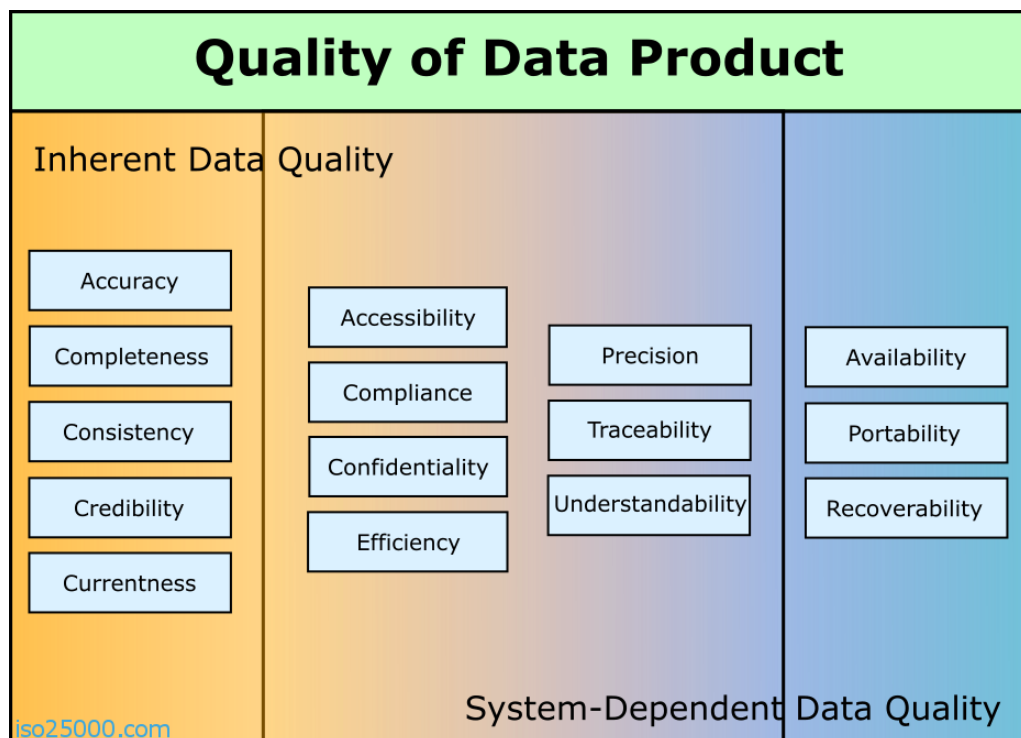 Quality of Data Product
Inherent Data Quality
Accuracy
Completeness
Consistency
Credibility
Currentness
Accessibility
Compliance
Confidentiality
Efficiency
Precision
Traceability
Understandability
Availability
Portability
Recoverability
System-Dependent Data Quality
iso25000.com